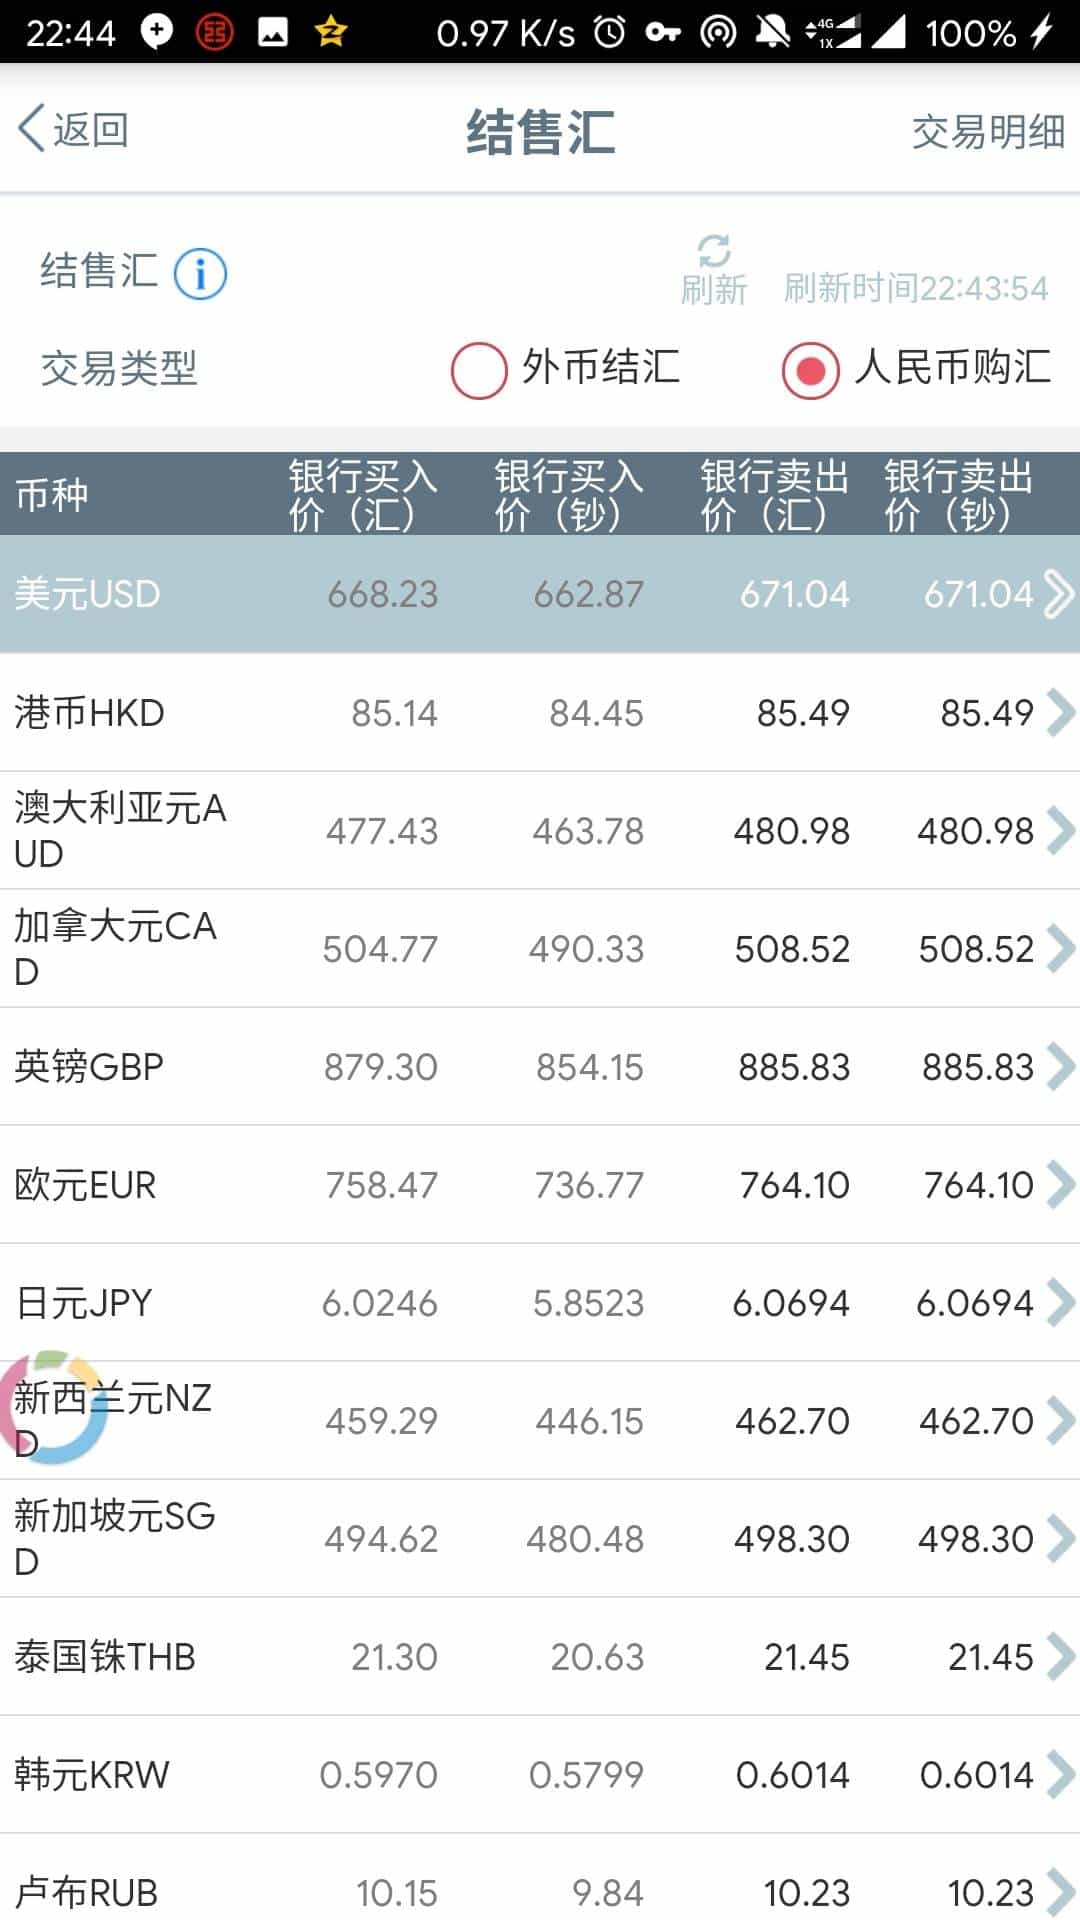 22:44 0.97 K/s 4G 1X 100%
返回 结售汇 交易明细
结售汇 刷新 刷新时间22:43:54
交易类型 外币结汇 人民币购汇
币种 银行买入价（汇） 银行买入价（钞） 银行卖出价（汇） 银行卖出价（钞）
美元USD 668.23 662.87 671.04 671.04
港币HKD 85.14 84.45 85.49 85.49
澳大利亚元AUD 477.43 463.78 480.98 480.98
加拿大元CAD 504.77 490.33 508.52 508.52
英镑GBP 879.30 854.15 885.83 885.83
欧元EUR 758.47 736.77 764.10 764.10
日元JPY 6.0246 5.8523 6.0694 6.0694
新西兰元NZD 459.29 446.15 462.70 462.70
新加坡元SGD 494.62 480.48 498.30 498.30
泰国铢THB 21.30 20.63 21.45 21.45
韩元KRW 0.5970 0.5799 0.6014 0.6014
卢布RUB 10.15 9.84 10.23 10.23